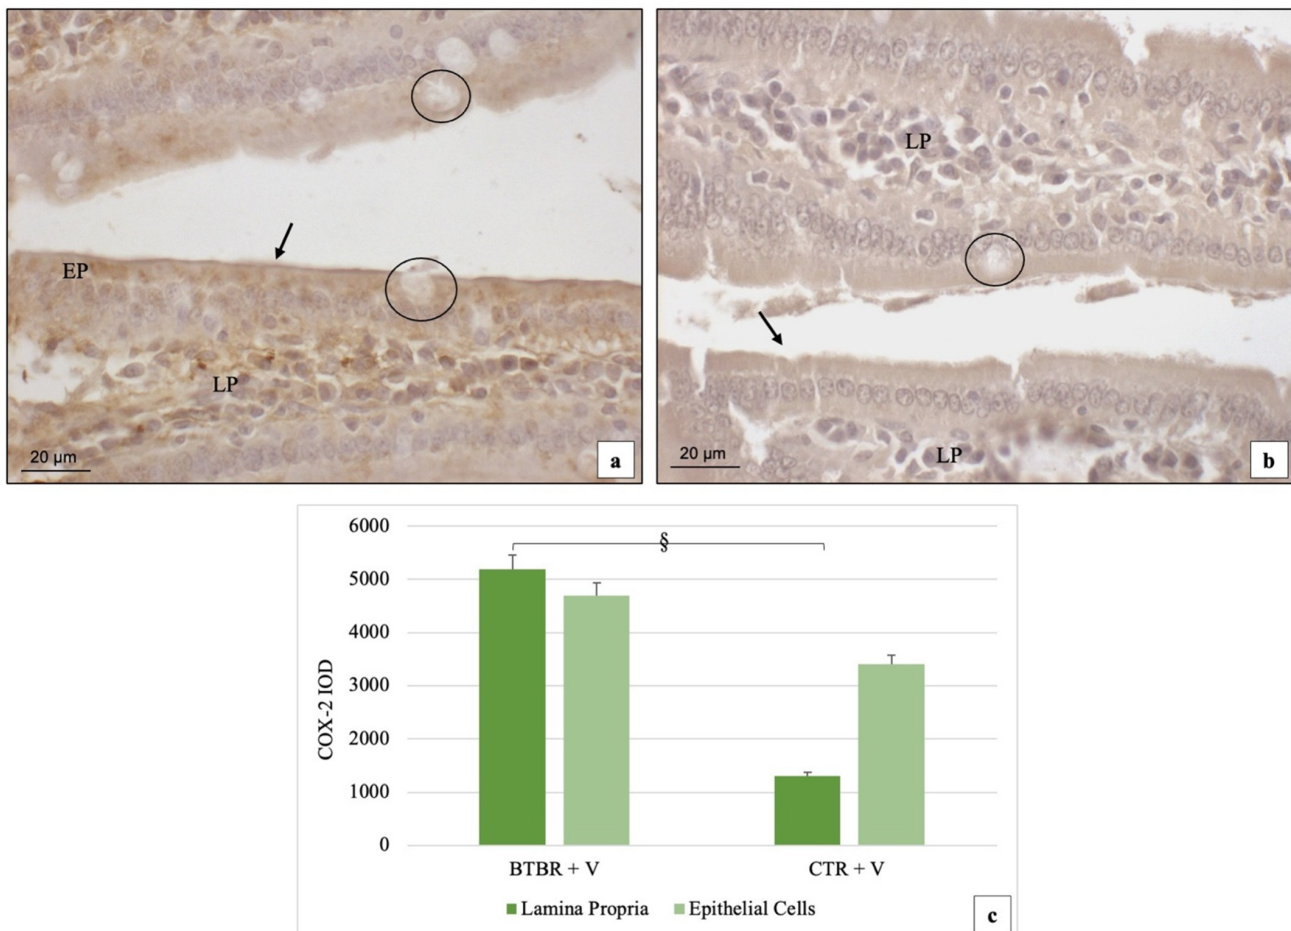 EP
LP
20 µm
a
LP
LP
20 µm
b
6000
§
5000
4000
3000
2000
1000
0
COX-2 IOD
BTBR + V
CTR + V
Lamina Propria
Epithelial Cells
c